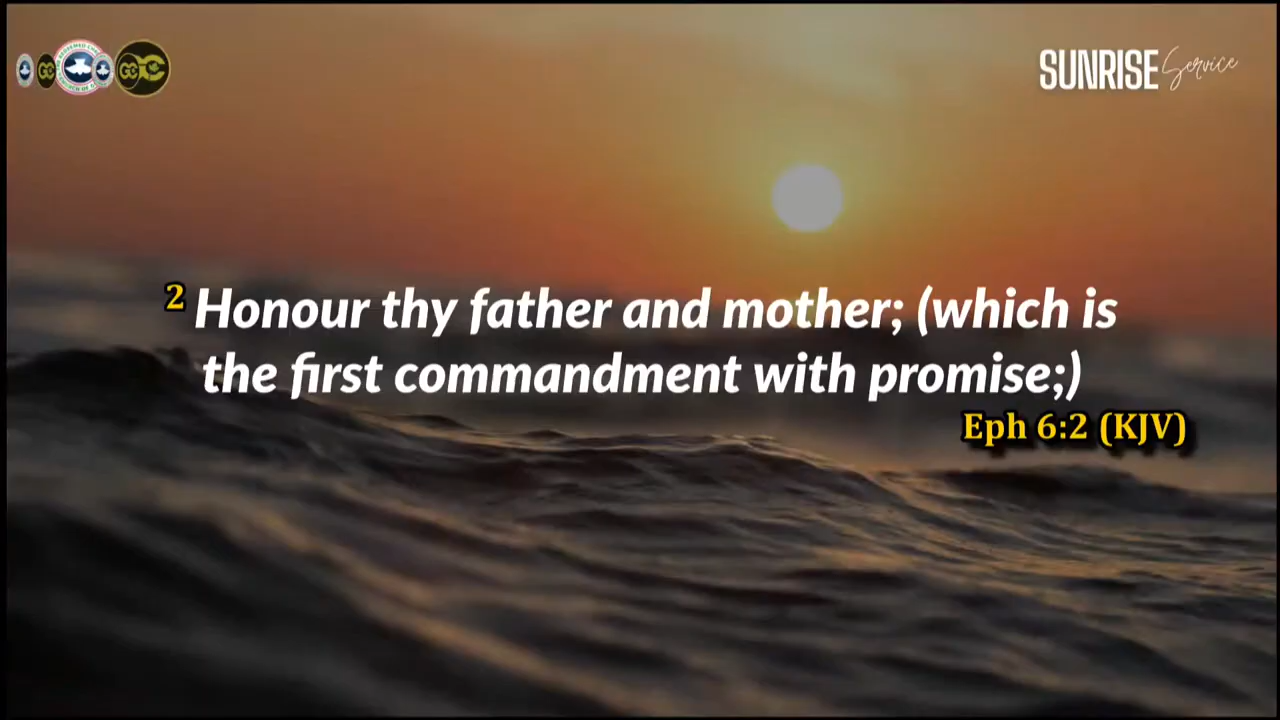 SUNRISE Service
2 Honour thy father and mother; (which is
the first commandment with promise;)
Eph 6:2 (KJV)